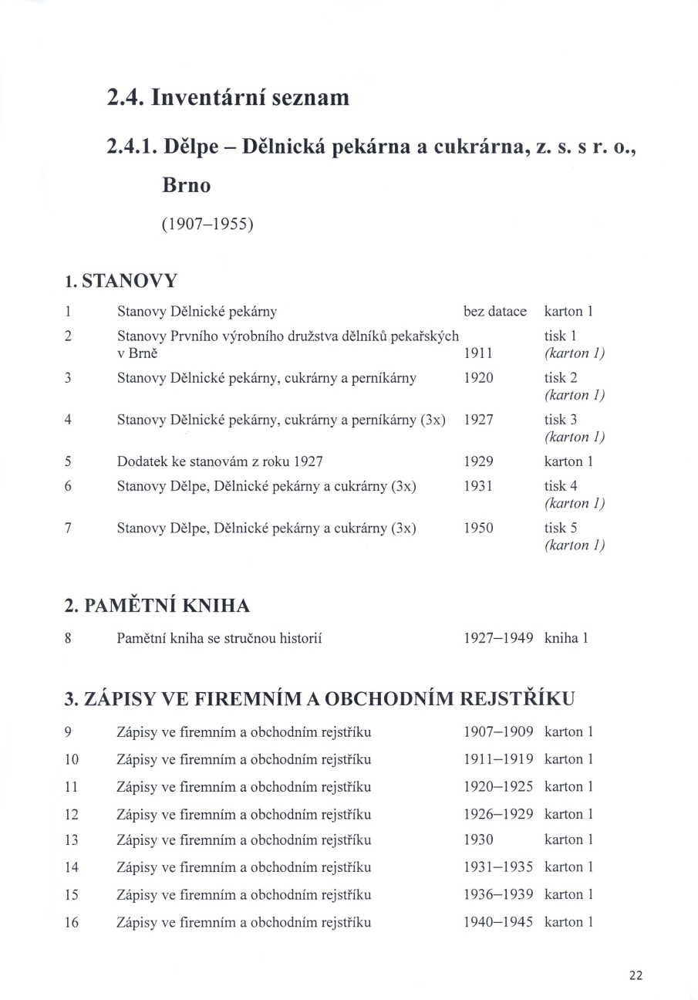 2.4. Inventární seznam
2.4.1. Dělpe – Dělnická pekárna a cukrárna, z. s. s r. o.,
Brno
(1907–1955)
1. STANOVY
1 Stanovy Dělnické pekárny bez datace karton 1
2 Stanovy Prvního výrobního družstva dělníků pekařských tisk 1
v Brně 1911 (karton 1)
3 Stanovy Dělnické pekárny, cukrárny a perníkárny 1920 tisk 2
(karton 1)
4 Stanovy Dělnické pekárny, cukrárny a perníkárny (3x) 1927 tisk 3
(karton 1)
5 Dodatek ke stanovám z roku 1927 1929 karton 1
6 Stanovy Dělpe, Dělnické pekárny a cukrárny (3x) 1931 tisk 4
(karton 1)
7 Stanovy Dělpe, Dělnické pekárny a cukrárny (3x) 1950 tisk 5
(karton 1)
2. PAMĚTNÍ KNIHA
8 Pamětní kniha se stručnou historií 1927–1949 kniha 1
3. ZÁPISY VE FIREMNÍM A OBCHODNÍM REJSTŘÍKU
9 Zápisy ve firemním a obchodním rejstříku 1907–1909 karton 1
10 Zápisy ve firemním a obchodním rejstříku 1911–1919 karton 1
11 Zápisy ve firemním a obchodním rejstříku 1920–1925 karton 1
12 Zápisy ve firemním a obchodním rejstříku 1926–1929 karton 1
13 Zápisy ve firemním a obchodním rejstříku 1930 karton 1
14 Zápisy ve firemním a obchodním rejstříku 1931–1935 karton 1
15 Zápisy ve firemním a obchodním rejstříku 1936–1939 karton 1
16 Zápisy ve firemním a obchodním rejstříku 1940–1945 karton 1
22